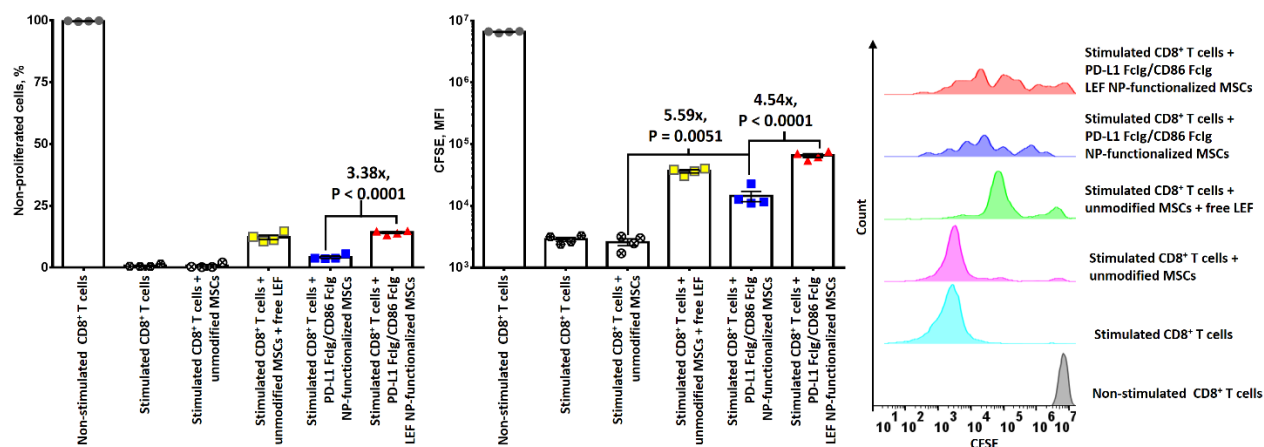 Non-proliferated cells, %
100
75
50
25
0
3.38x,
P < 0.0001
Non-stimulated CD8⁺ T cells
Stimulated CD8⁺ T cells
Stimulated CD8⁺ T cells +
unmodified MSCs
Stimulated CD8⁺ T cells +
unmodified MSCs + free LEF
Stimulated CD8⁺ T cells +
PD-L1 FcIg/CD86 FcIg
NP-functionalized MSCs
Stimulated CD8⁺ T cells +
PD-L1 FcIg/CD86 FcIg
LEF NP-functionalized MSCs
CFSE, MFI
10⁷
10⁶
10⁵
10⁴
10³
5.59x,
P = 0.0051
4.54x,
P < 0.0001
Non-stimulated CD8⁺ T cells
Stimulated CD8⁺ T cells
Stimulated CD8⁺ T cells +
unmodified MSCs
Stimulated CD8⁺ T cells +
unmodified MSCs + free LEF
Stimulated CD8⁺ T cells +
PD-L1 FcIg/CD86 FcIg
NP-functionalized MSCs
Stimulated CD8⁺ T cells +
PD-L1 FcIg/CD86 FcIg
LEF NP-functionalized MSCs
Count
Stimulated CD8⁺ T cells +
PD-L1 FcIg/CD86 FcIg
LEF NP-functionalized MSCs
Stimulated CD8⁺ T cells +
PD-L1 FcIg/CD86 FcIg
NP-functionalized MSCs
Stimulated CD8⁺ T cells +
unmodified MSCs + free LEF
Stimulated CD8⁺ T cells +
unmodified MSCs
Stimulated CD8⁺ T cells
Non-stimulated CD8⁺ T cells
10¹ 10² 10³ 10⁴ 10⁵ 10⁶ 10⁷
CFSE